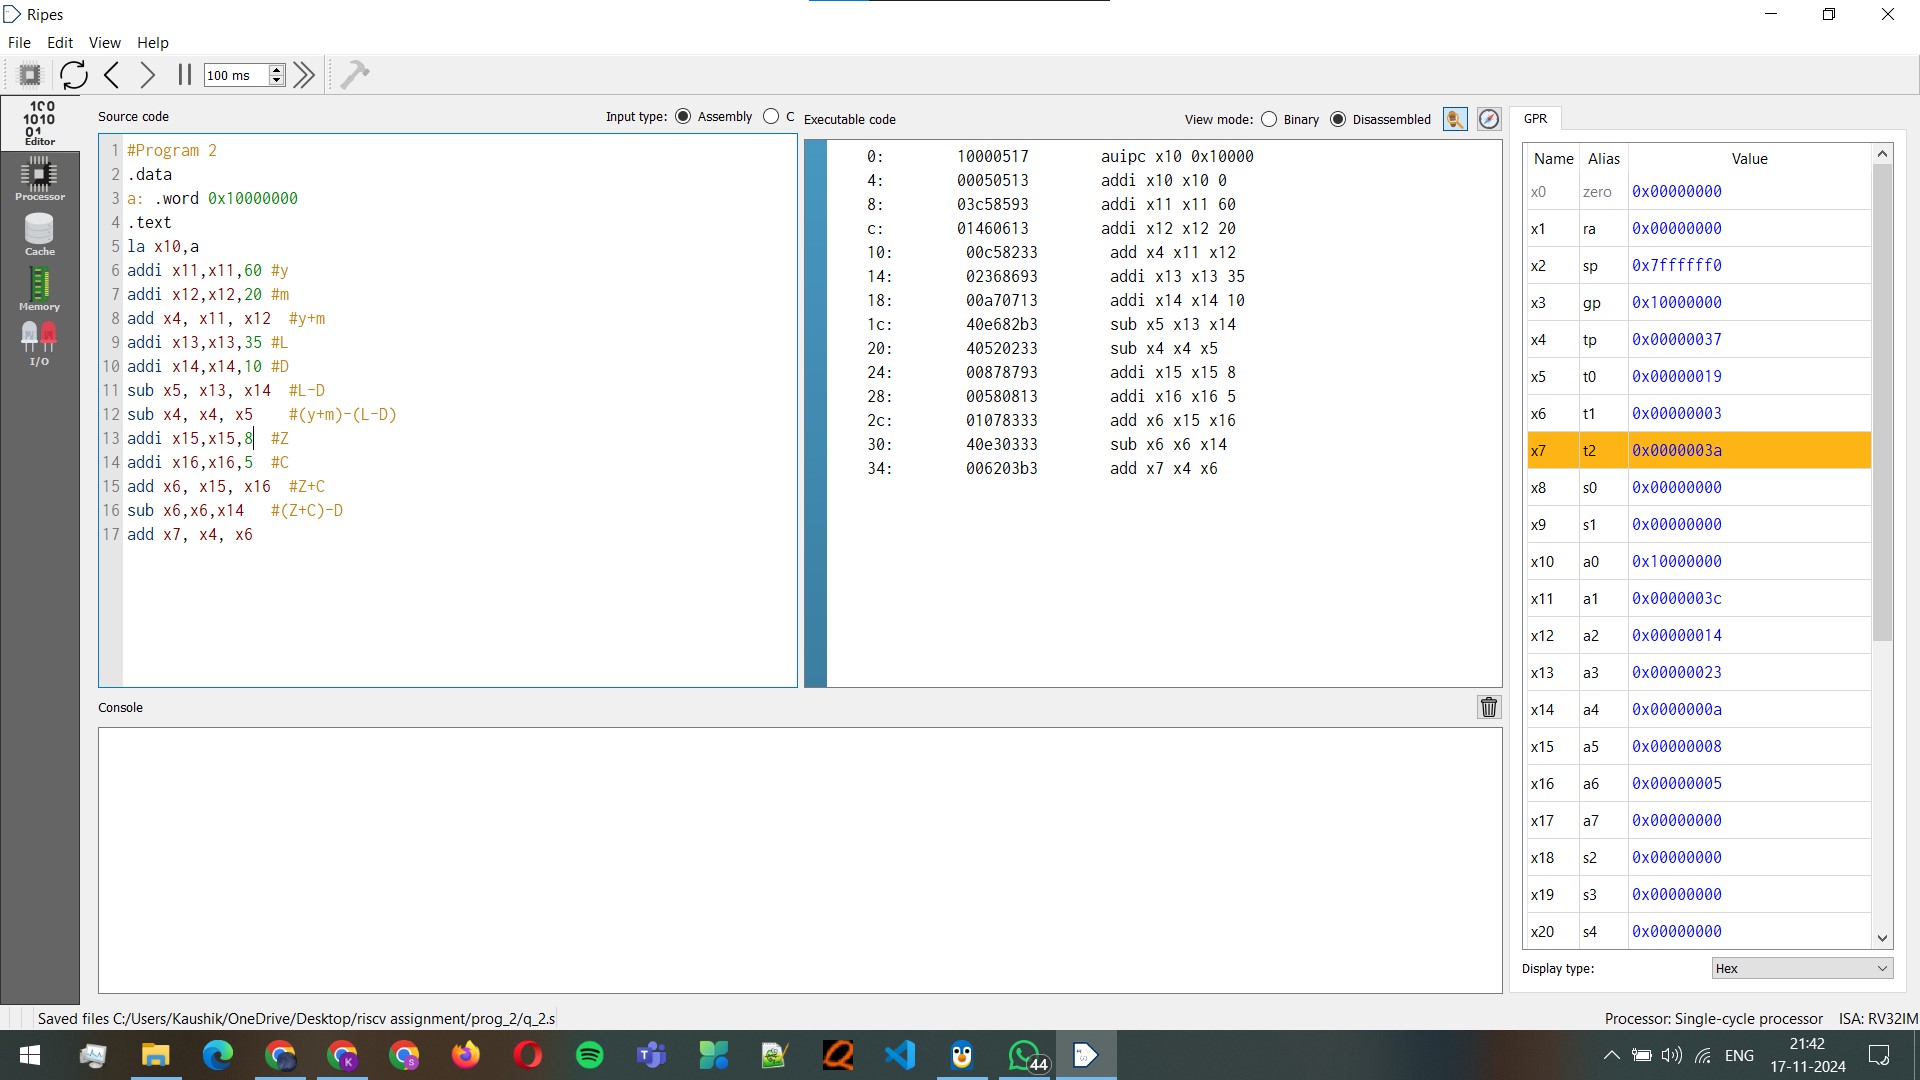 Ripes
File Edit View Help
100 ms
Editor
Processor
Cache
Memory
I/O
Source code
Input type: Assembly C
1 #Program 2
2 .data
3 a: .word 0x10000000
4 .text
5 la x10,a
6 addi x11,x11,60 #y
7 addi x12,x12,20 #m
8 add x4, x11, x12 #y+m
9 addi x13,x13,35 #L
10 addi x14,x14,10 #D
11 sub x5, x13, x14 #L-D
12 sub x4, x4, x5 #(y+m)-(L-D)
13 addi x15,x15,8 #Z
14 addi x16,x16,5 #C
15 add x6, x15, x16 #Z+C
16 sub x6,x6,x14 #(Z+C)-D
17 add x7, x4, x6
Executable code
View mode: Binary Disassembled
0: 10000517 auipc x10 0x10000
4: 00050513 addi x10 x10 0
8: 03c58593 addi x11 x11 60
c: 01460613 addi x12 x12 20
10: 00c58233 add x4 x11 x12
14: 02368693 addi x13 x13 35
18: 00a70713 addi x14 x14 10
1c: 40e682b3 sub x5 x13 x14
20: 40520233 sub x4 x4 x5
24: 00878793 addi x15 x15 8
28: 00580813 addi x16 x16 5
2c: 01078333 add x6 x15 x16
30: 40e30333 sub x6 x6 x14
34: 006203b3 add x7 x4 x6
Console
GPR
Name Alias Value
x0 zero 0x00000000
x1 ra 0x00000000
x2 sp 0x7ffffff0
x3 gp 0x10000000
x4 tp 0x00000037
x5 t0 0x00000019
x6 t1 0x00000003
x7 t2 0x0000003a
x8 s0 0x00000000
x9 s1 0x00000000
x10 a0 0x10000000
x11 a1 0x0000003c
x12 a2 0x00000014
x13 a3 0x00000023
x14 a4 0x0000000a
x15 a5 0x00000008
x16 a6 0x00000005
x17 a7 0x00000000
x18 s2 0x00000000
x19 s3 0x00000000
x20 s4 0x00000000
Display type: Hex
Saved files C:/Users/Kaushik/OneDrive/Desktop/riscv assignment/prog_2/q_2.s
Processor: Single-cycle processor ISA: RV32IM
44
ENG
21:42
17-11-2024